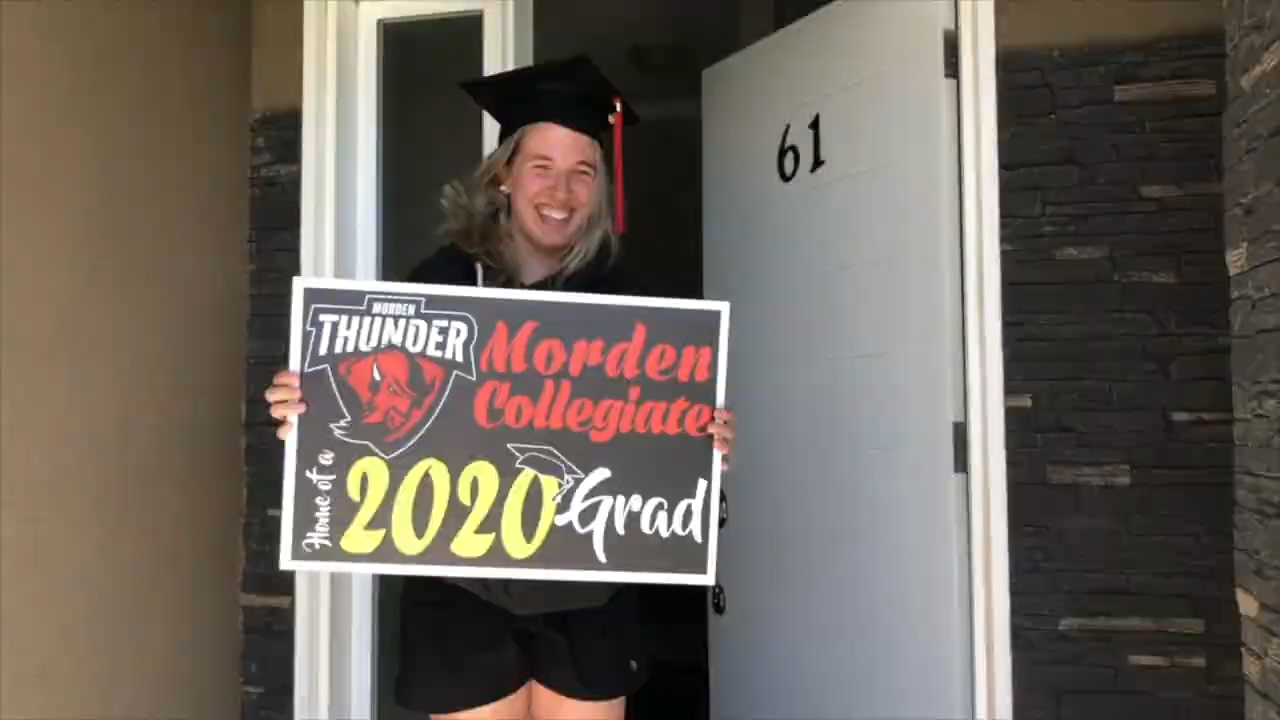 61
MORDEN
THUNDER
Morden
Collegiate
Home of a
2020 Grad